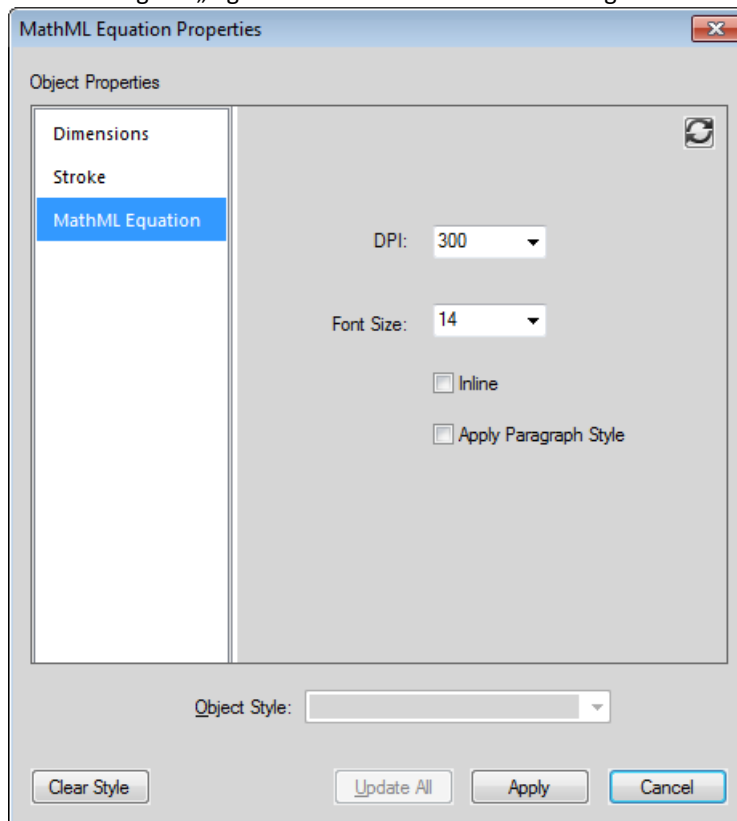 MathML Equation Properties
Object Properties
Dimensions
Stroke
MathML Equation
DPI: 300
Font Size: 14
Inline
Apply Paragraph Style
Object Style:
Clear Style Update All Apply Cancel